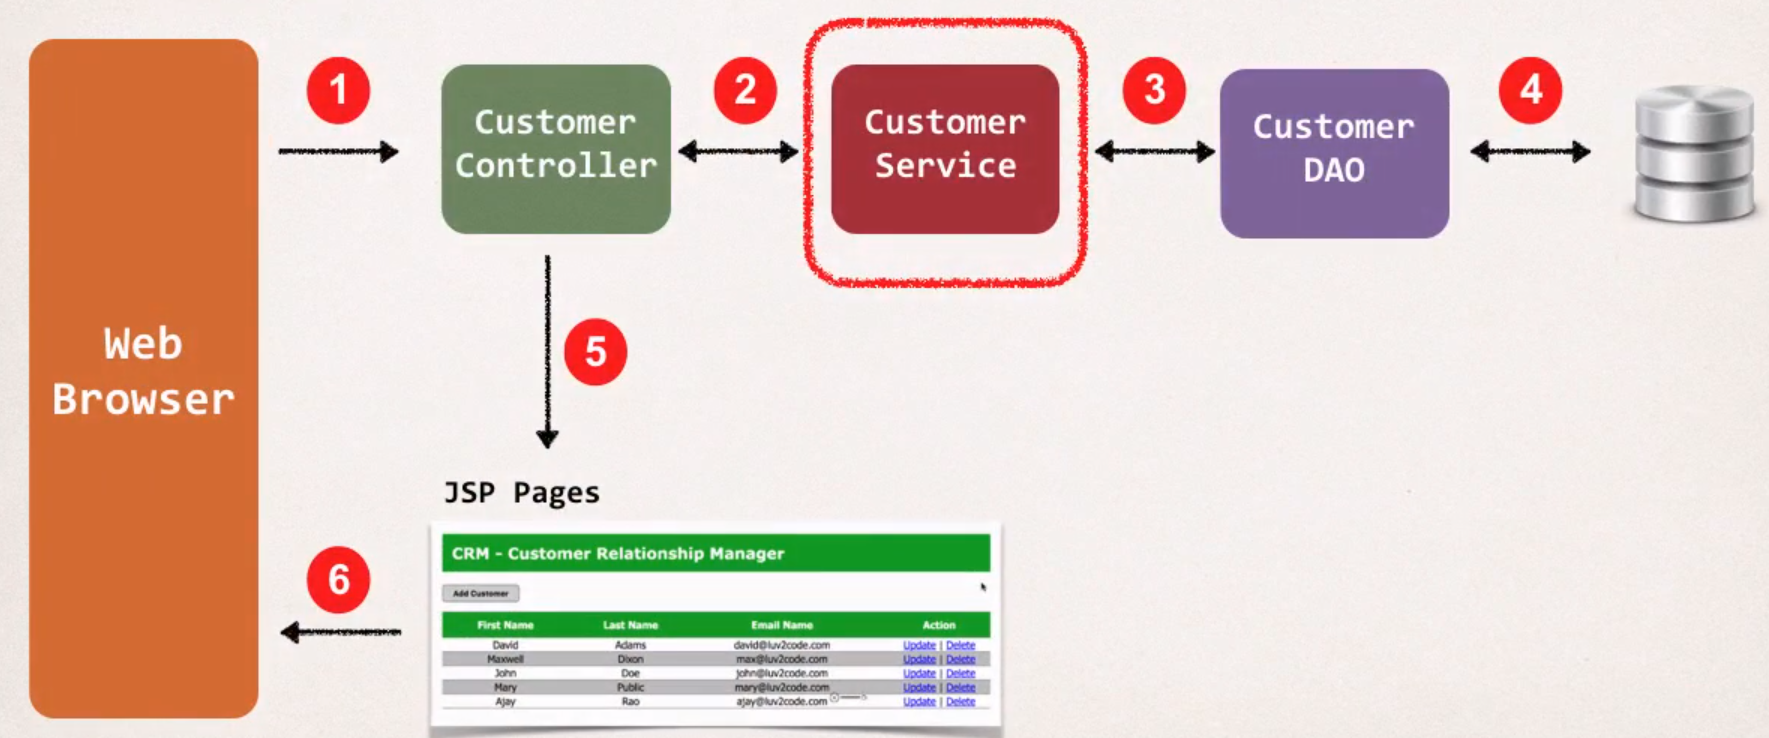 1
Customer
Controller
2
Customer
Service
3
Customer
DAO
4
Web
Browser
5
JSP Pages
6
CRM - Customer Relationship Manager
Add Customer
First Name Last Name Email Name Action
David Adams david@luv2code.com Update | Delete
Maxwell Dixon max@luv2code.com Update | Delete
John Doe john@luv2code.com Update | Delete
Mary Public mary@luv2code.com Update | Delete
Ajay Rao ajay@luv2code.com Update | Delete